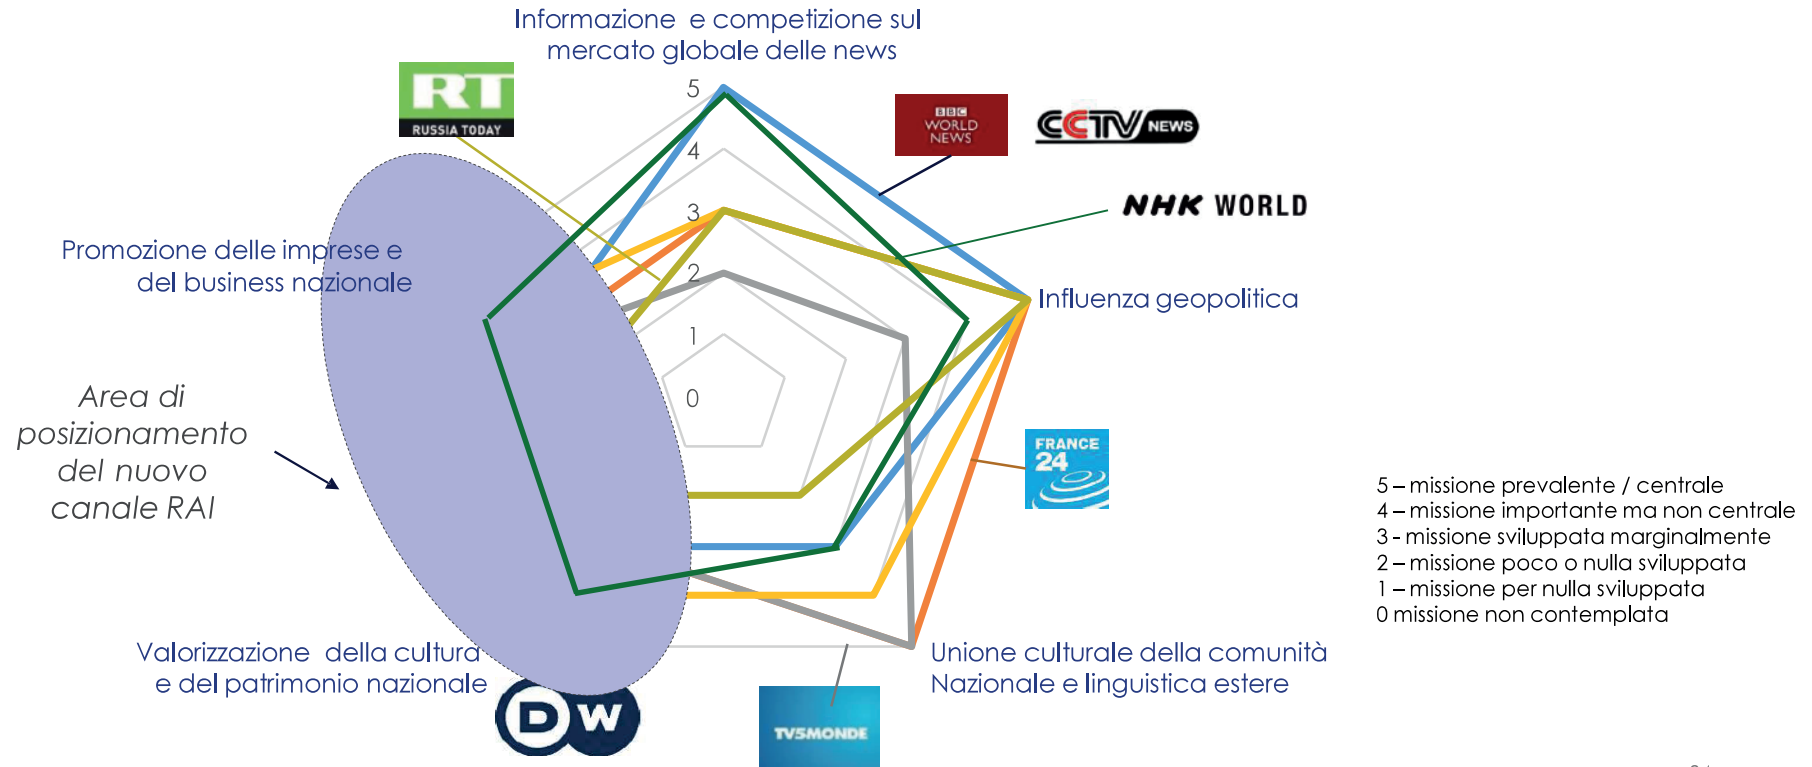 Informazione e competizione sul
mercato globale delle news
RT
RUSSIA TODAY
BBC
WORLD
NEWS
CCTV NEWS
NHK WORLD
5
4
3
2
1
0
Promozione delle imprese e
del business nazionale
Influenza geopolitica
Area di
posizionamento
del nuovo
canale RAI
FRANCE
24
5 – missione prevalente / centrale
4 – missione importante ma non centrale
3 - missione sviluppata marginalmente
2 – missione poco o nulla sviluppata
1 – missione per nulla sviluppata
0 missione non contemplata
Valorizzazione della cultura
e del patrimonio nazionale
Unione culturale della comunità
Nazionale e linguistica estere
DW
TV5MONDE